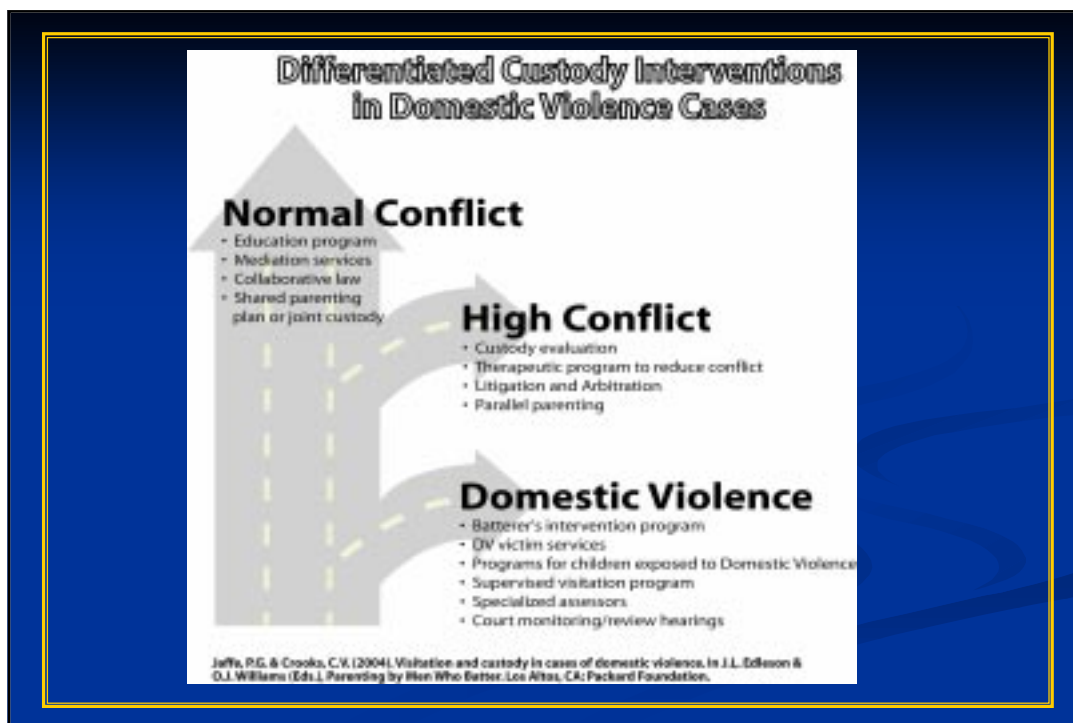 Differentiated Custody Interventions
in Domestic Violence Cases
Normal Conflict
• Education program
• Mediation services
• Collaborative law
• Shared parenting
plan or joint custody
High Conflict
• Custody evaluation
• Therapeutic program to reduce conflict
• Litigation and Arbitration
• Parallel parenting
Domestic Violence
• Batterer's intervention program
• DV victim services
• Programs for children exposed to Domestic Violence
• Supervised visitation program
• Specialized assessors
• Court monitoring/review hearings
Jaffe, P.G. & Crooks, C.V. (2004). Visitation and custody in cases of domestic violence. In J.L. Edleson &
O.J. Williams (Eds.), Parenting by Men Who Batter. Los Altos, CA: Packard Foundation.